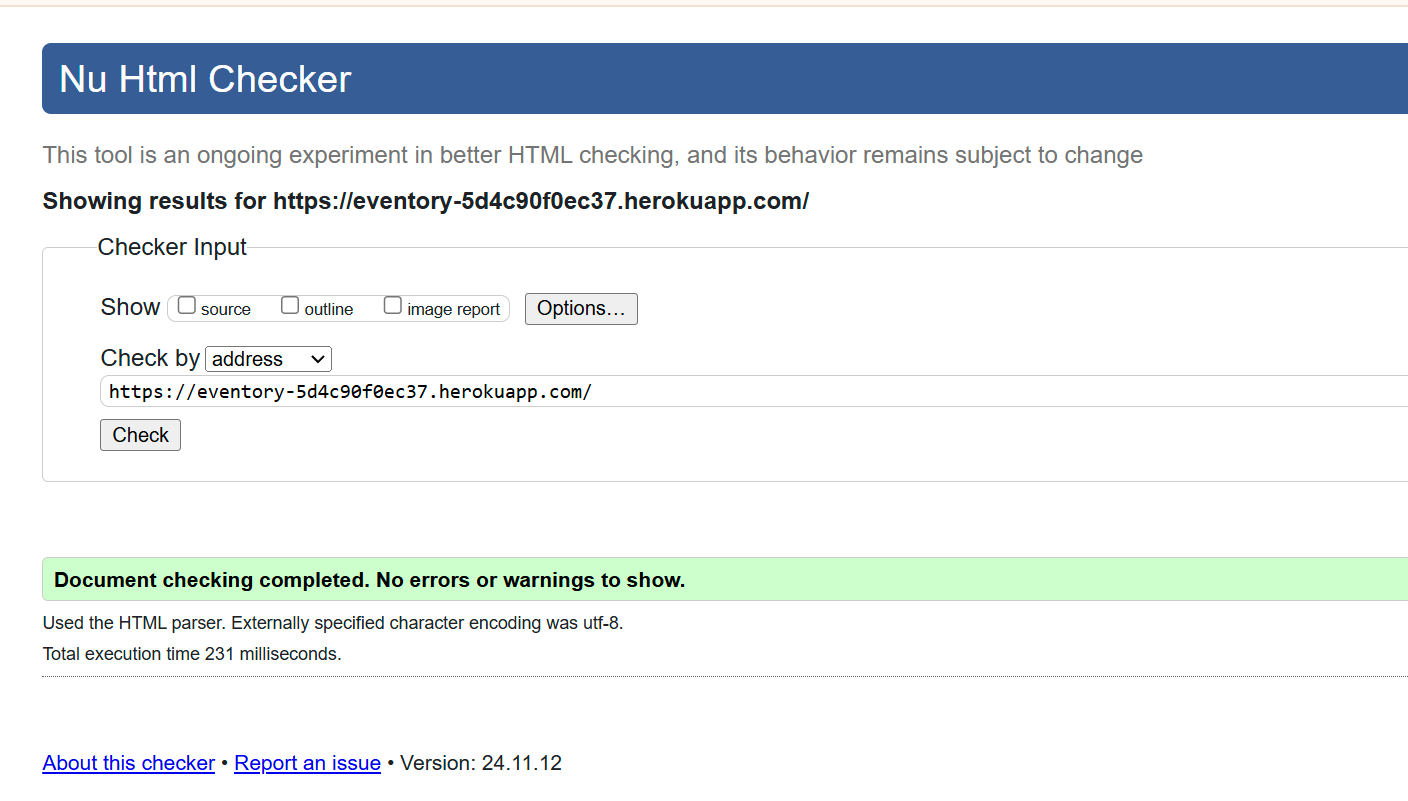 Nu Html Checker
This tool is an ongoing experiment in better HTML checking, and its behavior remains subject to change
Showing results for https://eventory-5d4c90f0ec37.herokuapp.com/
Checker Input
Show source outline image report Options…
Check by address
https://eventory-5d4c90f0ec37.herokuapp.com/
Check
Document checking completed. No errors or warnings to show.
Used the HTML parser. Externally specified character encoding was utf-8.
Total execution time 231 milliseconds.
About this checker • Report an issue • Version: 24.11.12